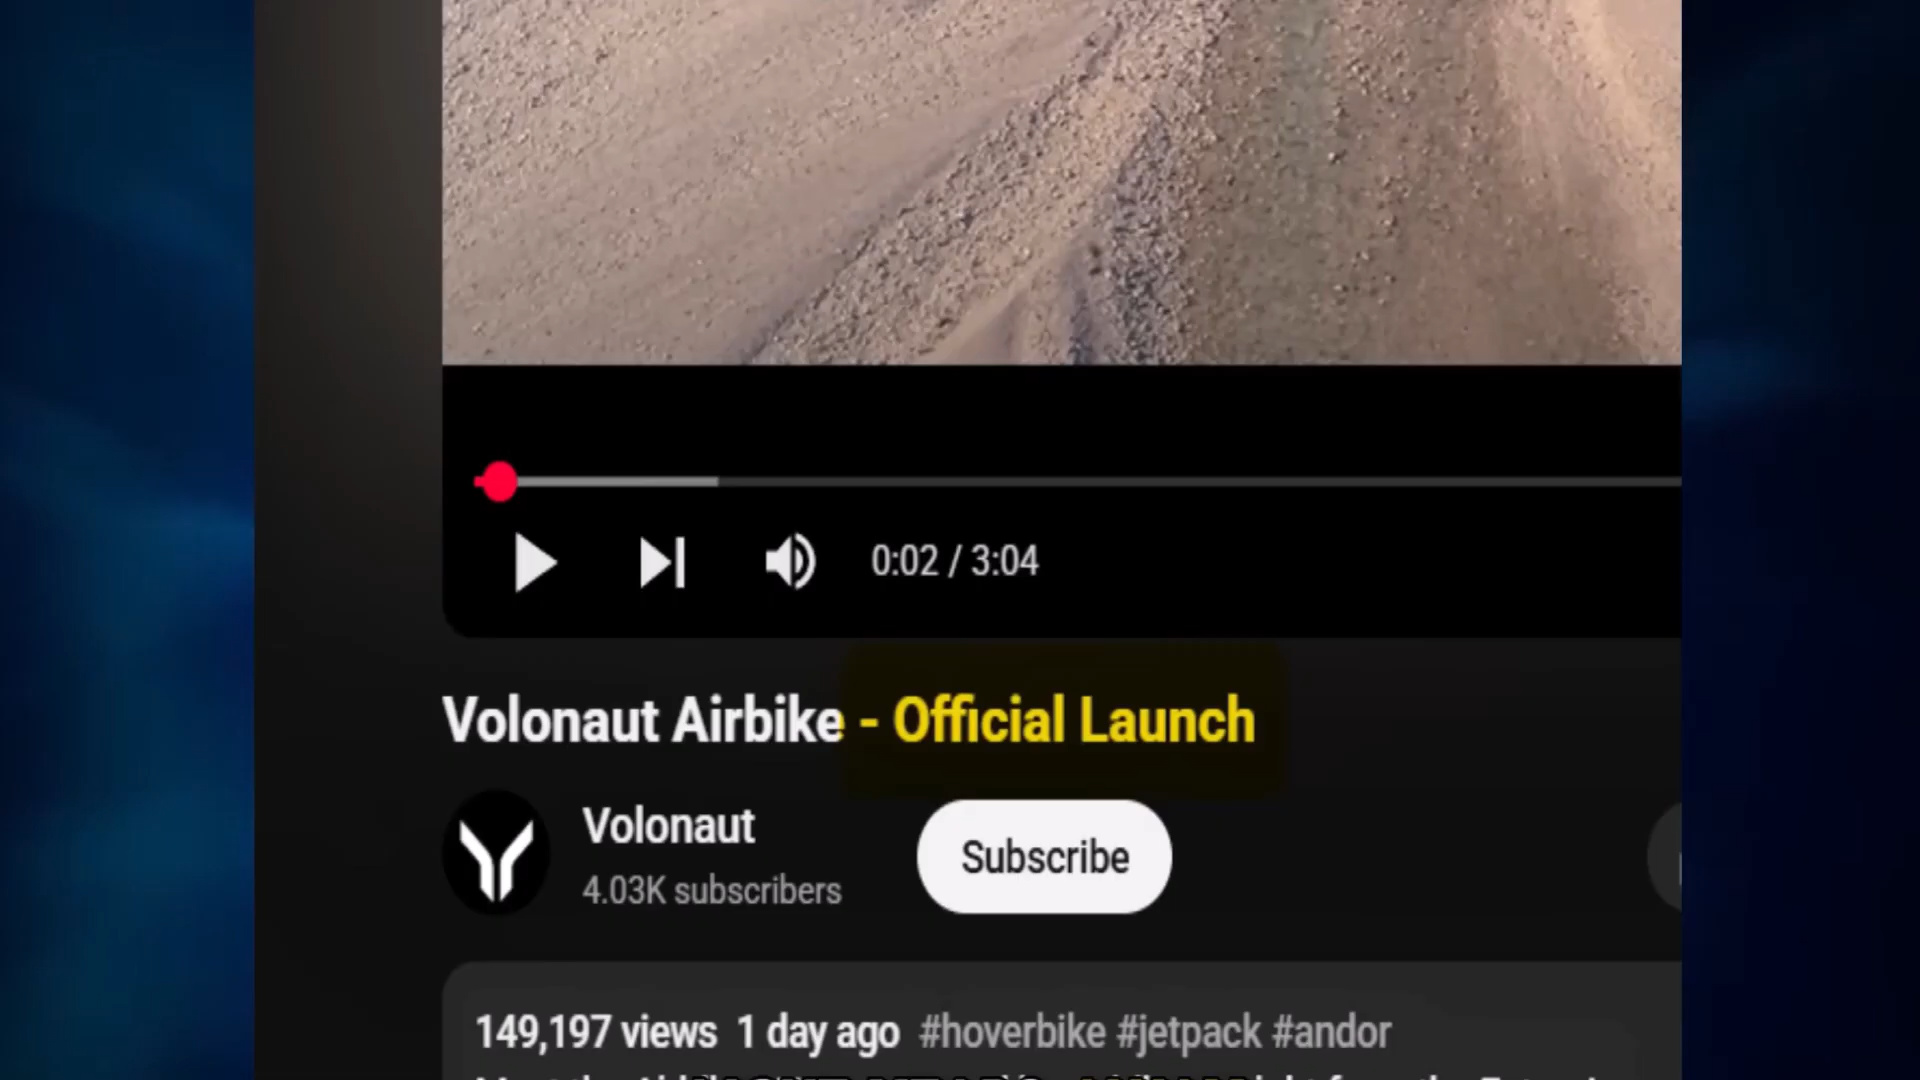 0:02 / 3:04
Volonaut Airbike - Official Launch
Volonaut
4.03K subscribers
Subscribe
149,197 views 1 day ago #hoverbike #jetpack #andor